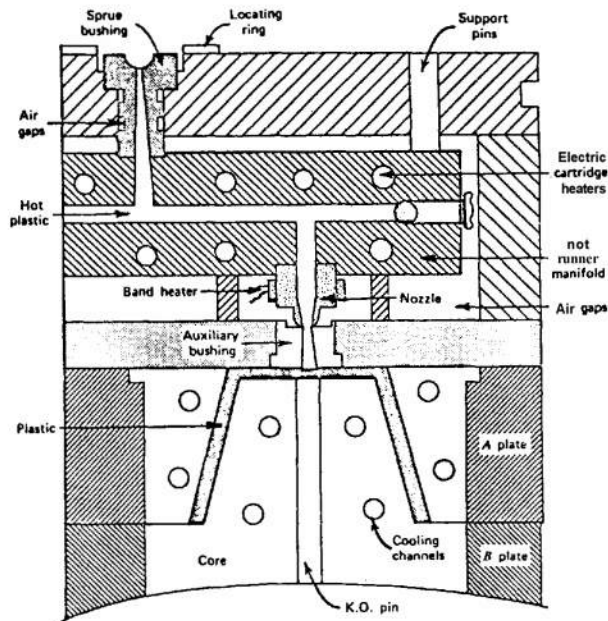 Sprue
bushing
Locating
ring
Support
pins
Air
gaps
Electric
cartridge
heaters
Hot
plastic
not
runner
manifold
Band heater
Nozzle
Air gaps
Auxiliary
bushing
Plastic
A plate
Cooling
channels
B plate
Core
K.O. pin